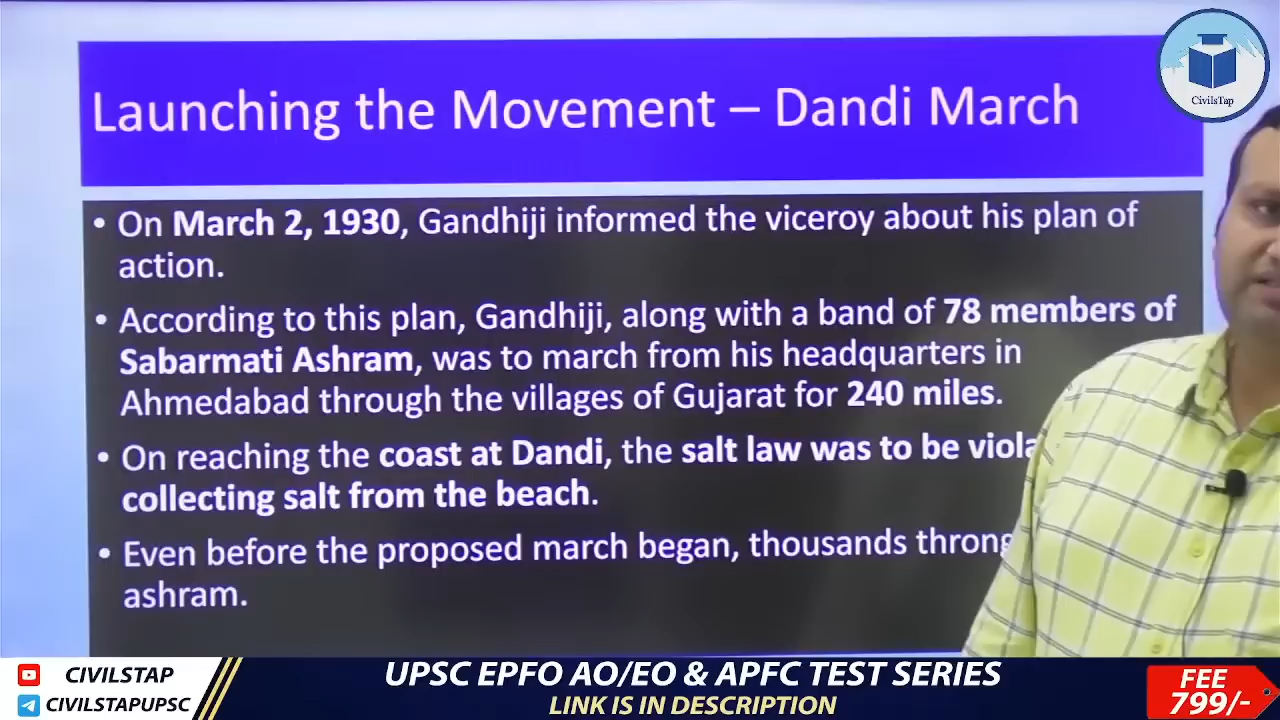 CivilsTap
Launching the Movement – Dandi March
• On March 2, 1930, Gandhiji informed the viceroy about his plan of
action.
• According to this plan, Gandhiji, along with a band of 78 members of
Sabarmati Ashram, was to march from his headquarters in
Ahmedabad through the villages of Gujarat for 240 miles.
• On reaching the coast at Dandi, the salt law was to be
collecting salt from the beach.
• Even before the proposed march began, thousands
ashram.
CIVILSTAP
CIVILSTAPUPSC
UPSC EPFO AO/EO & APFC TEST SERIES
LINK IS IN DESCRIPTION
FEE
799/-